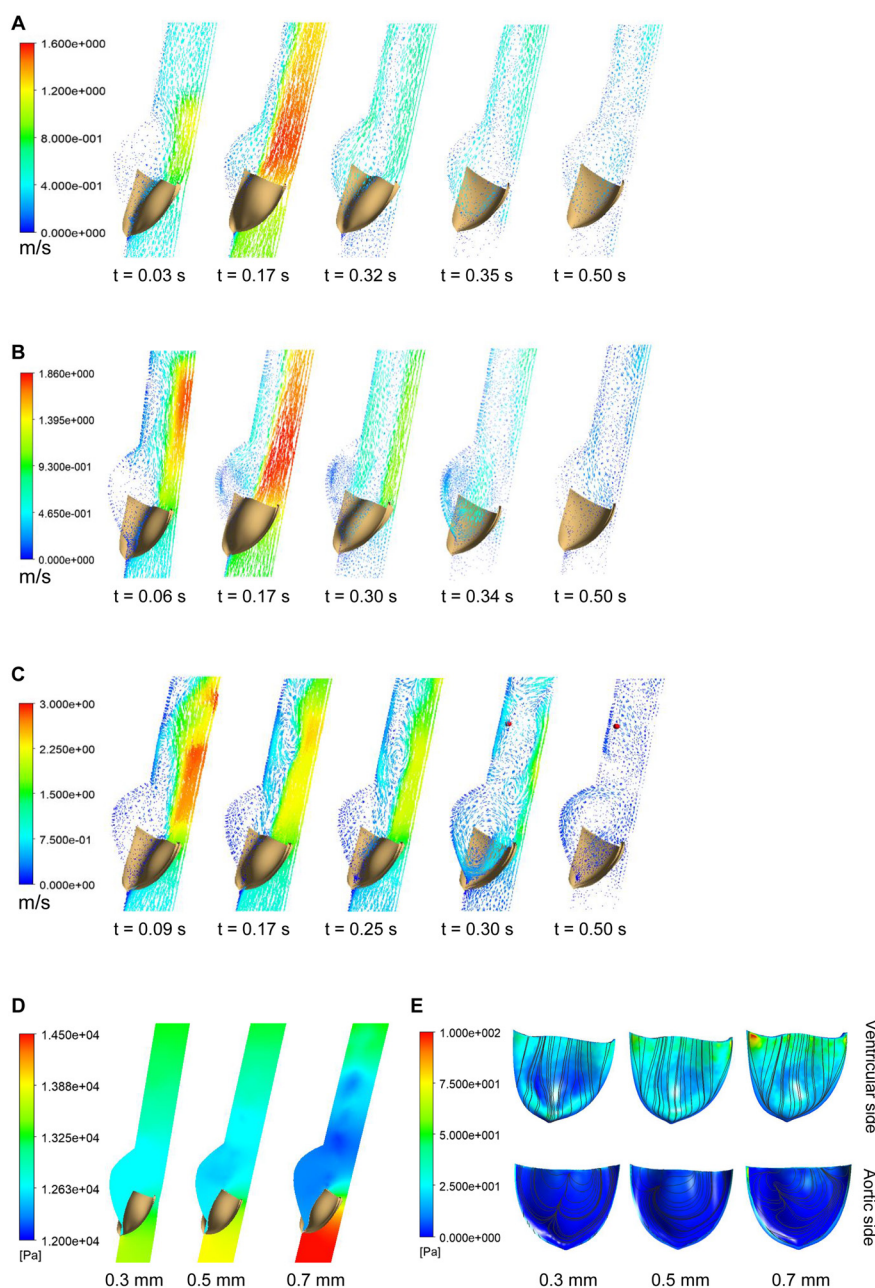 A
1.600e+000
1.200e+000
8.000e-001
4.000e-001
0.000e+000
m/s
t = 0.03 s
t = 0.17 s
t = 0.32 s
t = 0.35 s
t = 0.50 s
B
1.860e+000
1.395e+000
9.300e-001
4.650e-001
0.000e+000
m/s
t = 0.06 s
t = 0.17 s
t = 0.30 s
t = 0.34 s
t = 0.50 s
C
3.000e+00
2.250e+00
1.500e+00
7.500e-01
0.000e+00
m/s
t = 0.09 s
t = 0.17 s
t = 0.25 s
t = 0.30 s
t = 0.50 s
D
1.450e+04
1.388e+04
1.325e+04
1.263e+04
1.200e+04
[Pa]
0.3 mm
0.5 mm
0.7 mm
E
1.000e+002
7.500e+001
5.000e+001
2.500e+001
0.000e+000
[Pa]
Ventricular side
Aortic side
0.3 mm
0.5 mm
0.7 mm